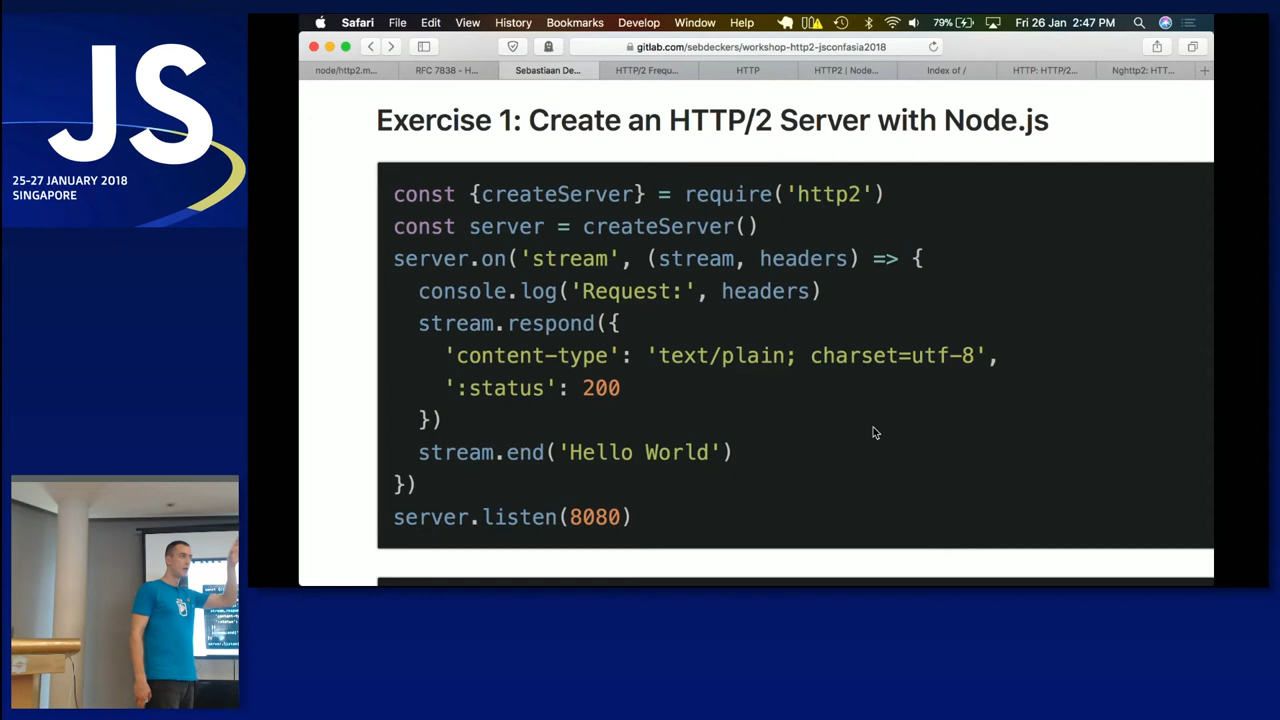 JS
25-27 JANUARY 2018
SINGAPORE
Safari File Edit View History Bookmarks Develop Window Help 79% Fri 26 Jan 2:47 PM
gitlab.com/sebdeckers/workshop-http2-jsconfasia2018
node/http2.m... RFC 7838 - H... Sebastiaan De... HTTP/2 Frequ... HTTP HTTP2 | Node... Index of / HTTP: HTTP/2... Nghttp2: HTT...
Exercise 1: Create an HTTP/2 Server with Node.js
const {createServer} = require('http2')
const server = createServer()
server.on('stream', (stream, headers) => {
  console.log('Request:', headers)
  stream.respond({
    'content-type': 'text/plain; charset=utf-8',
    ':status': 200
  })
  stream.end('Hello World')
})
server.listen(8080)